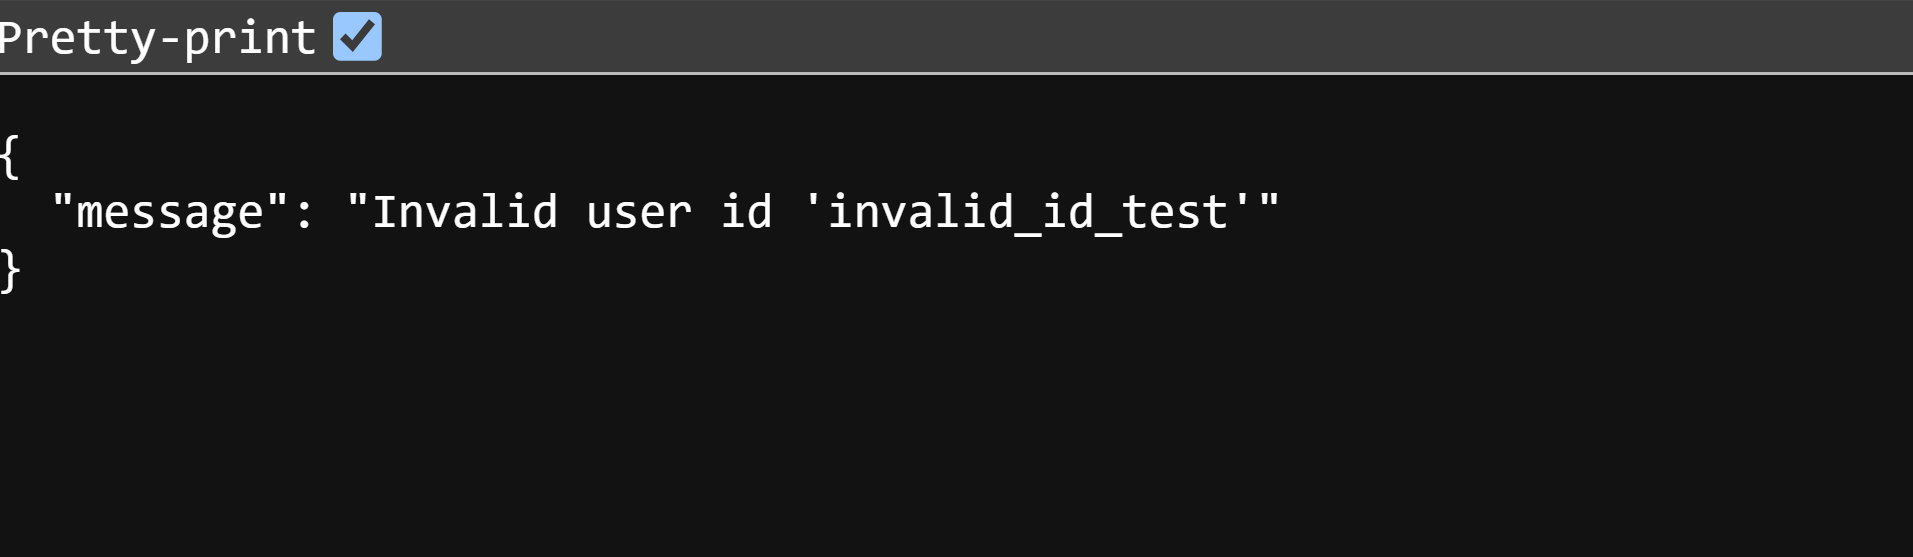 Pretty-print
{
  "message": "Invalid user id 'invalid_id_test'"
}